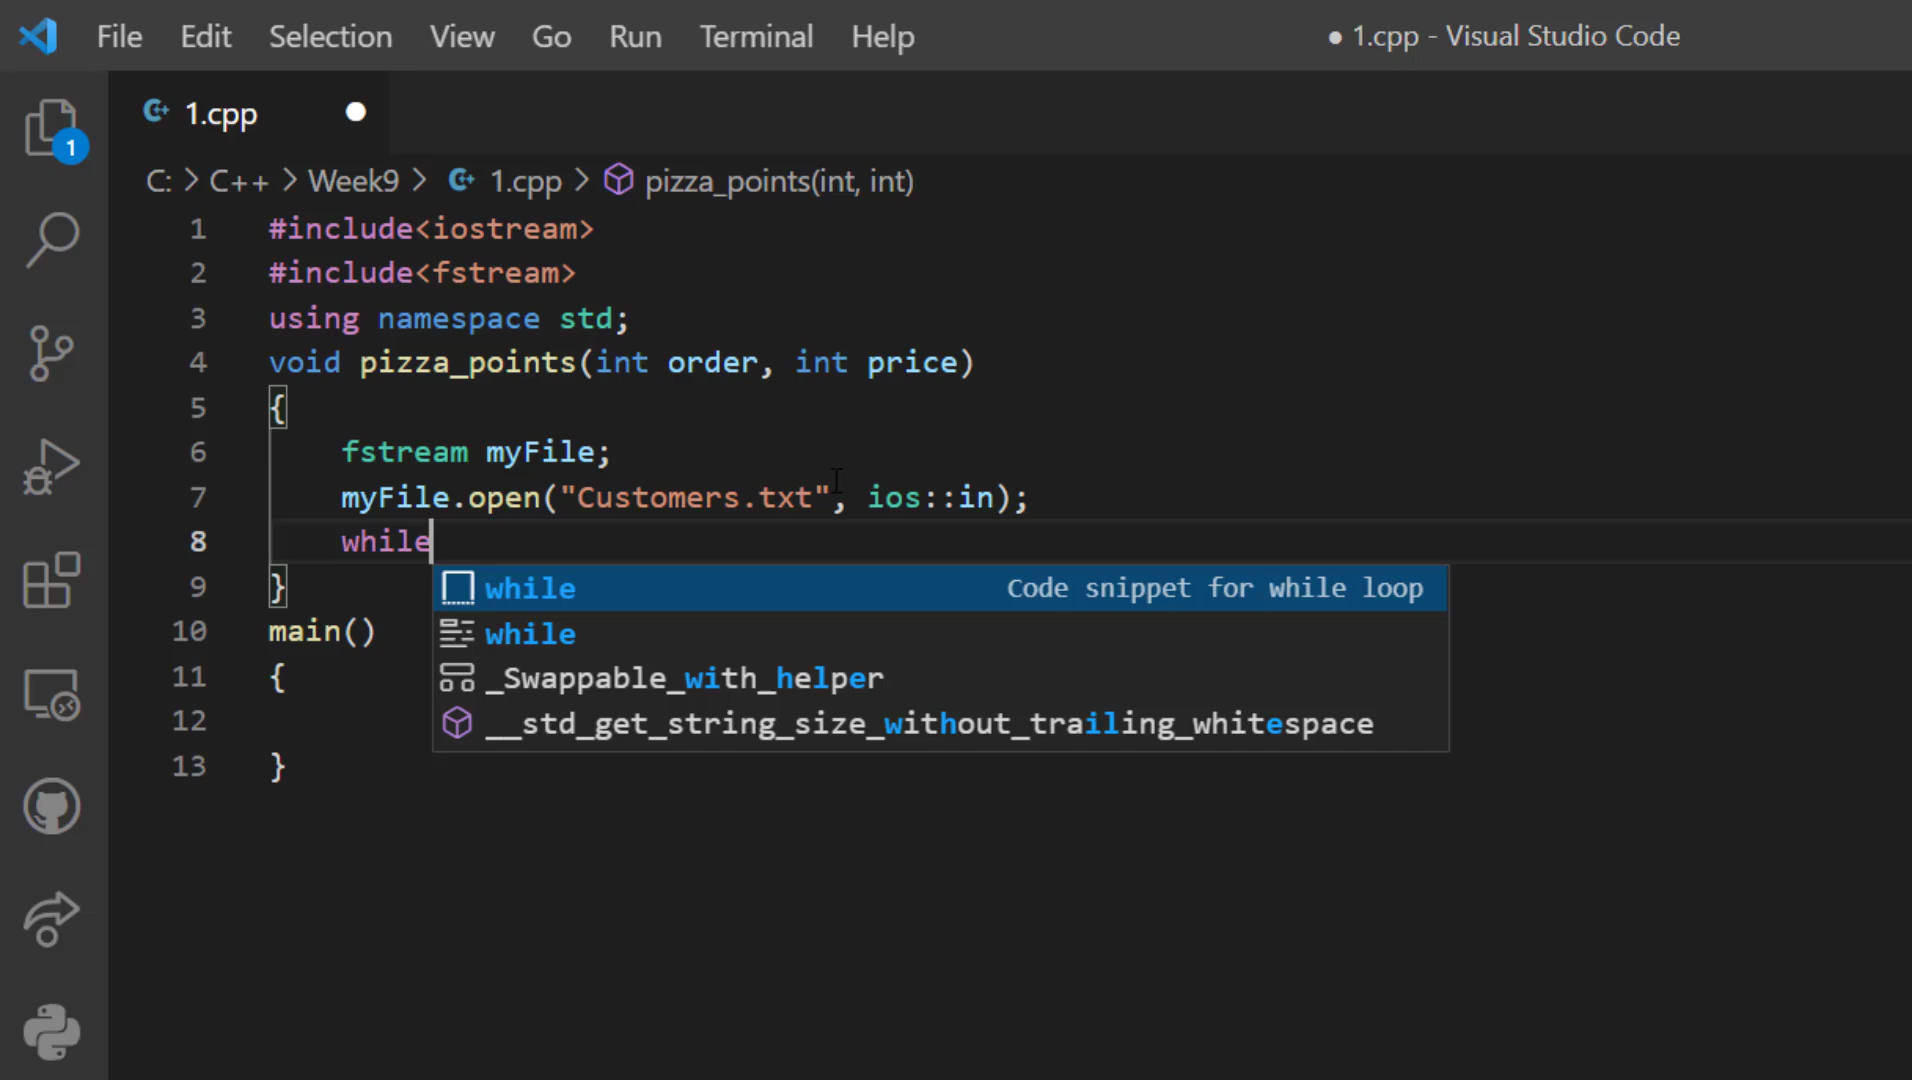 File Edit Selection View Go Run Terminal Help ● 1.cpp - Visual Studio Code
1.cpp
C: > C++ > Week9 > 1.cpp > pizza_points(int, int)
1
1 #include<iostream>
2 #include<fstream>
3 using namespace std;
4 void pizza_points(int order, int price)
5 {
6 fstream myFile;
7 myFile.open("Customers.txt", ios::in);
8 while
9 }
while Code snippet for while loop
while
10 main()
_Swappable_with_helper
11 {
__std_get_string_size_without_trailing_whitespace
12
13 }